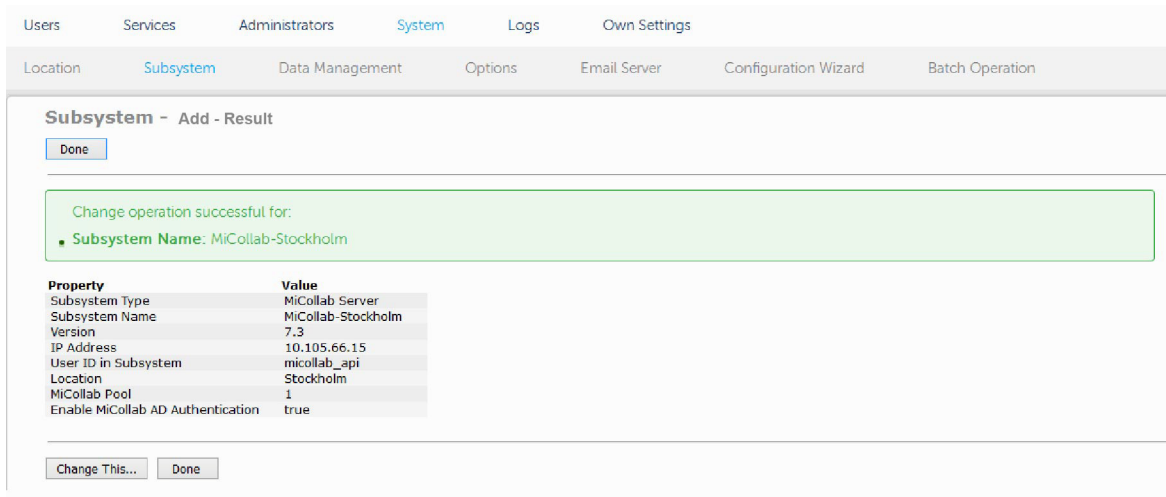 Users Services Administrators System Logs Own Settings
Location Subsystem Data Management Options Email Server Configuration Wizard Batch Operation
Subsystem - Add - Result
Done
Change operation successful for:
Subsystem Name: MiCollab-Stockholm
Property Value
Subsystem Type MiCollab Server
Subsystem Name MiCollab-Stockholm
Version 7.3
IP Address 10.105.66.15
User ID in Subsystem micollab_api
Location Stockholm
MiCollab Pool 1
Enable MiCollab AD Authentication true
Change This... Done